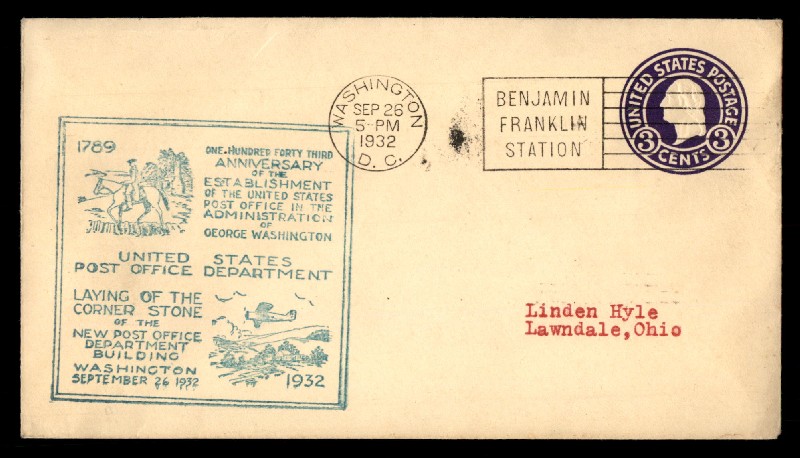 1789
ONE-HUNDRED FORTY THIRD
ANNIVERSARY
OF THE
ESTABLISHMENT
OF THE UNITED STATES
POST OFFICE IN THE
ADMINISTRATION
OF
GEORGE WASHINGTON
UNITED STATES
POST OFFICE DEPARTMENT
LAYING OF THE
CORNER STONE
OF THE
NEW POST OFFICE
DEPARTMENT
BUILDING
WASHINGTON
SEPTEMBER 26 1932
1932
WASHINGTON
SEP 26
5-PM
1932
D. C.
BENJAMIN
FRANKLIN
STATION
UNITED STATES POSTAGE
3 CENTS 3
Linden Hyle
Lawndale,Ohio